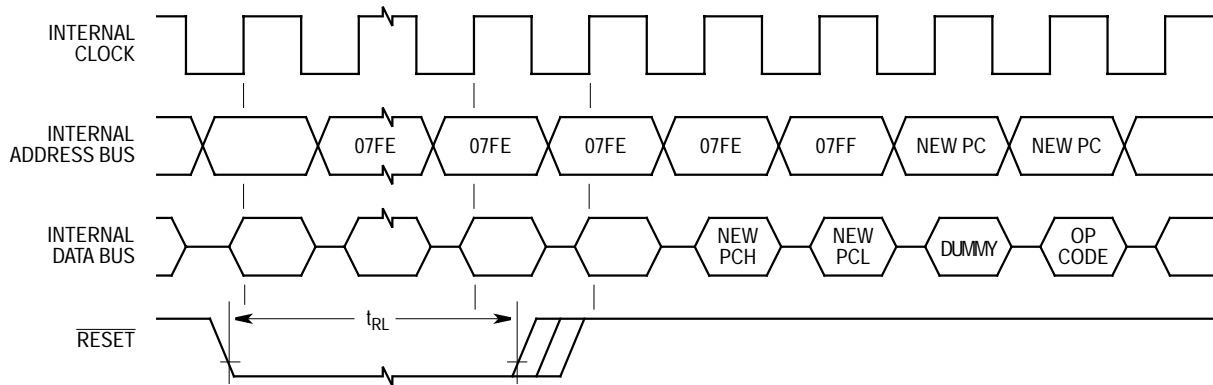 INTERNAL
CLOCK
INTERNAL
ADDRESS BUS
07FE
07FE
07FE
07FE
07FF
NEW PC
NEW PC
INTERNAL
DATA BUS
NEW
PCH
NEW
PCL
DUMMY
OP
CODE
RESET
tRL